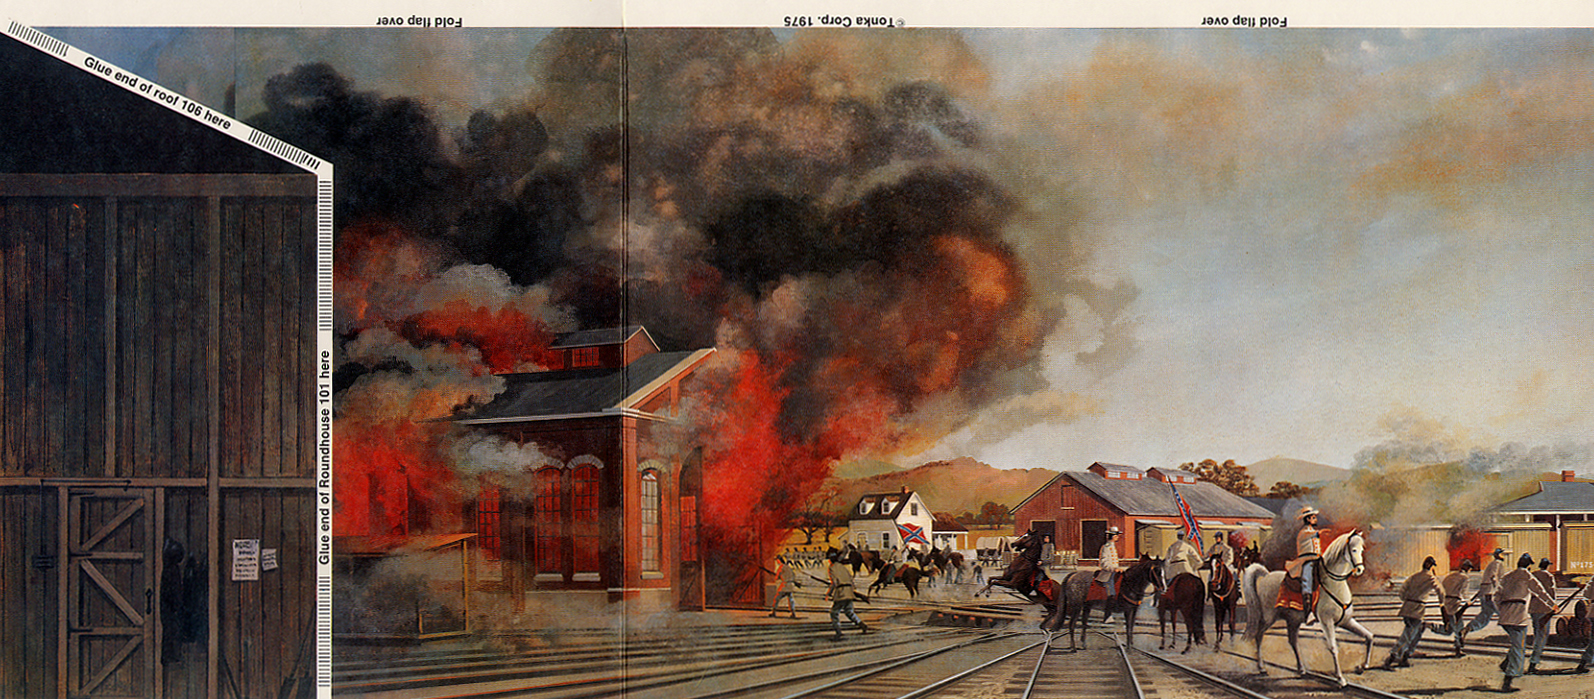 Fold flap over
©Tonka Corp. 1975
Fold flap over
Glue end of roof 106 here
Glue end of Roundhouse 101 here